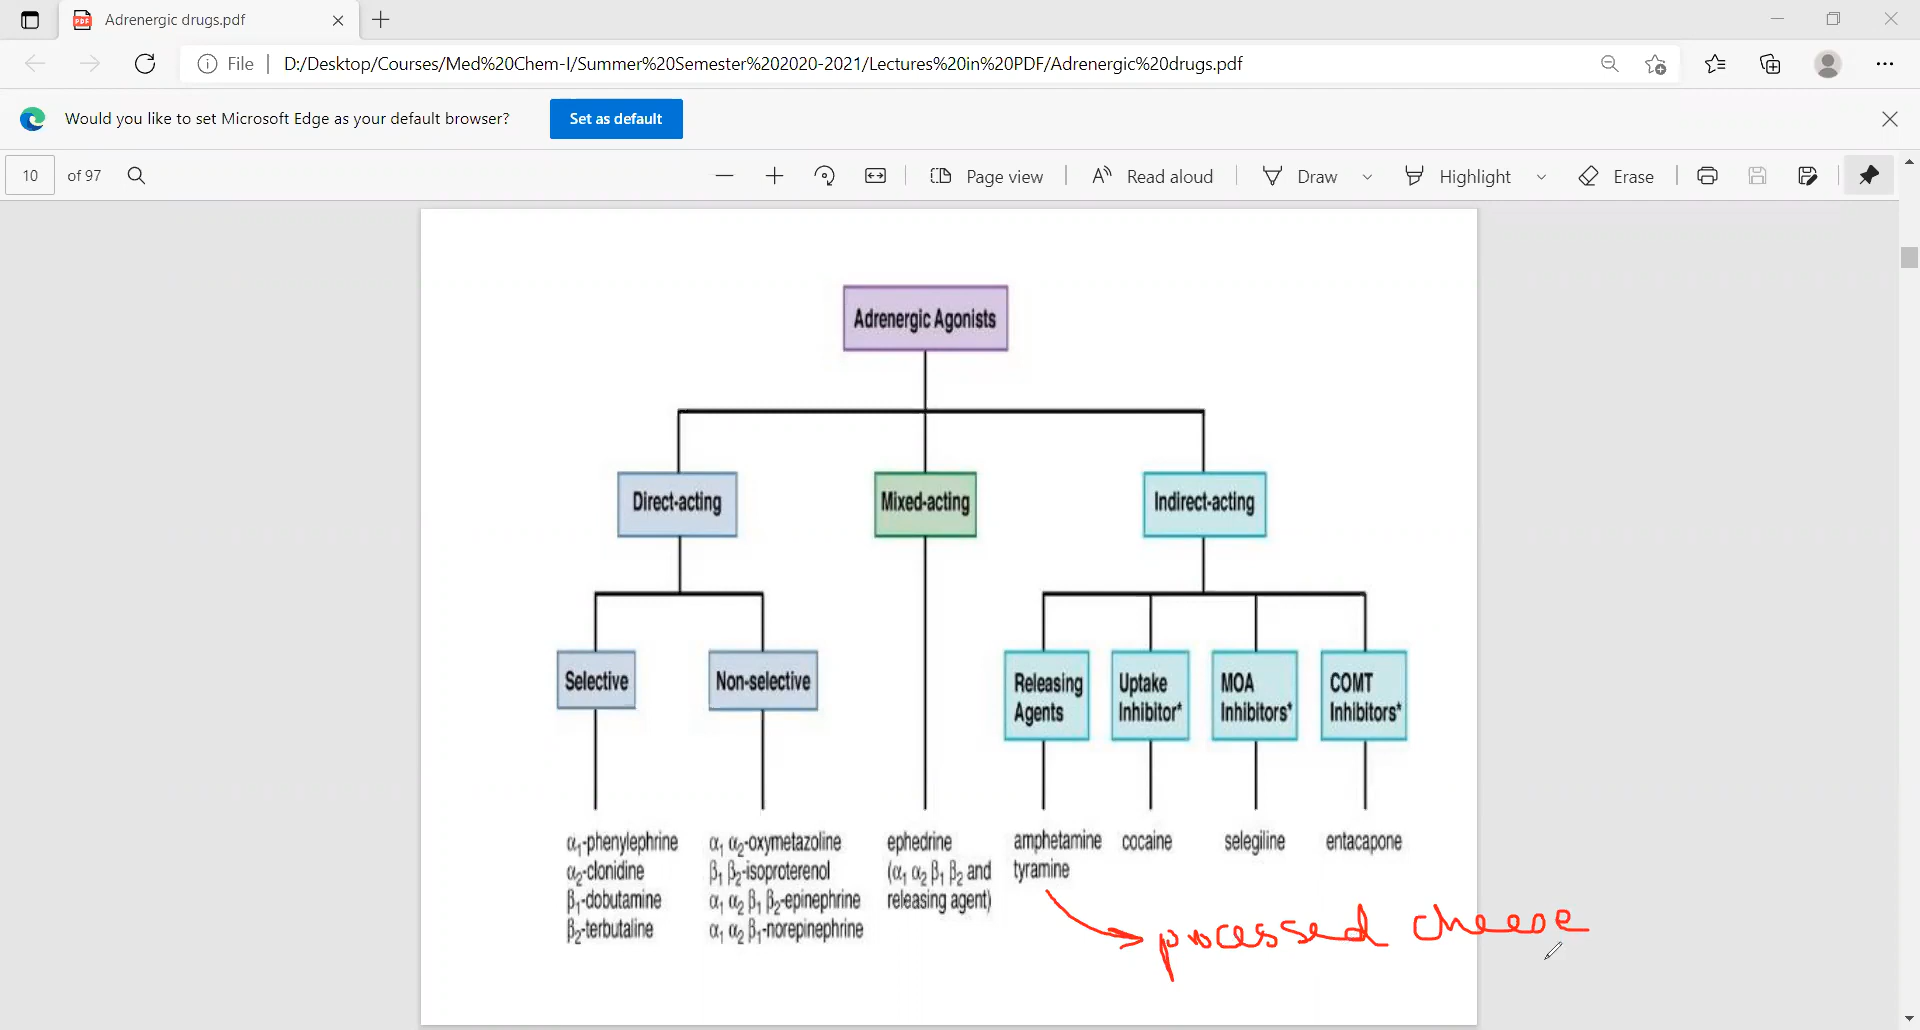 Adrenergic drugs.pdf
File D:/Desktop/Courses/Med%20Chem-I/Summer%20Semester%202020-2021/Lectures%20in%20PDF/Adrenergic%20drugs.pdf
Would you like to set Microsoft Edge as your default browser? Set as default
10 of 97 Page view Read aloud Draw Highlight Erase
Adrenergic Agonists
Direct-acting Mixed-acting Indirect-acting
Selective Non-selective
Releasing Agents
Uptake Inhibitor*
MOA Inhibitors*
COMT Inhibitors*
α₁-phenylephrine
α₂-clonidine
β₁-dobutamine
β₂-terbutaline
α₁ α₂-oxymetazoline
β₁ β₂-isoproterenol
α₁ α₂ β₁ β₂-epinephrine
α₁ α₂ β₁-norepinephrine
ephedrine
(α₁ α₂ β₁ β₂ and
releasing agent)
amphetamine
tyramine
cocaine
selegiline
entacapone
processed cheese